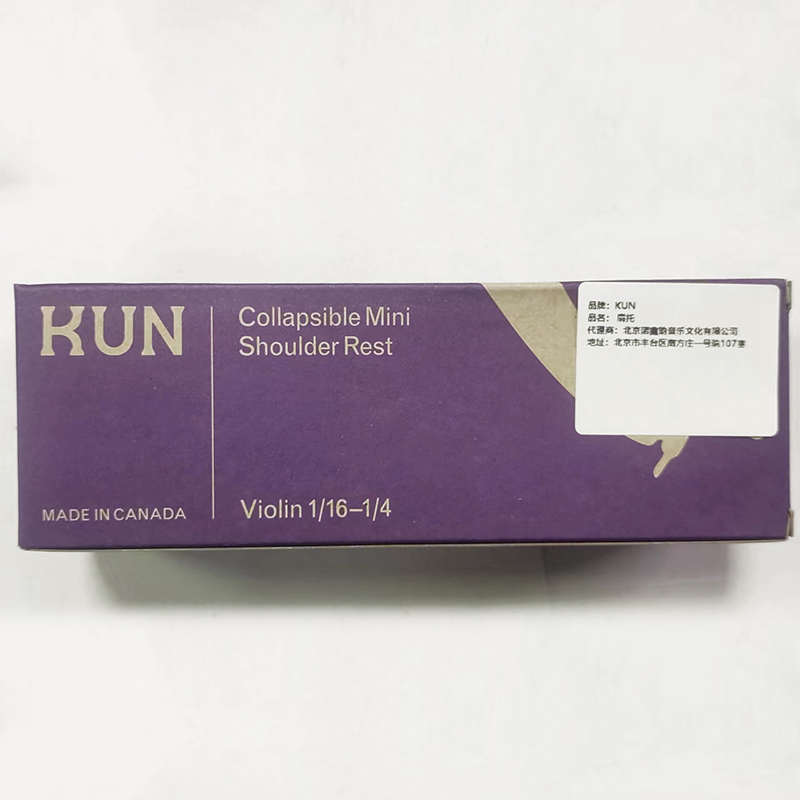 KUN
Collapsible Mini
Shoulder Rest
MADE IN CANADA
Violin 1/16–1/4
品牌：KUN
品名：肩托
代理商：北京诺鑫韵音乐文化有限公司
地址：北京市丰台区南方庄一号院107室